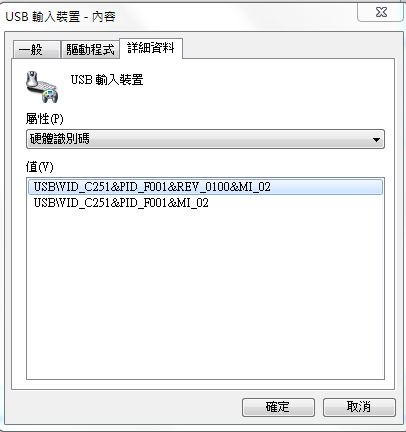 USB 輸入裝置 - 內容
一般
驅動程式
詳細資料
USB 輸入裝置
屬性(P)
硬體識別碼
值(V)
USB\VID_C251&PID_F001&REV_0100&MI_02
USB\VID_C251&PID_F001&MI_02
確定
取消